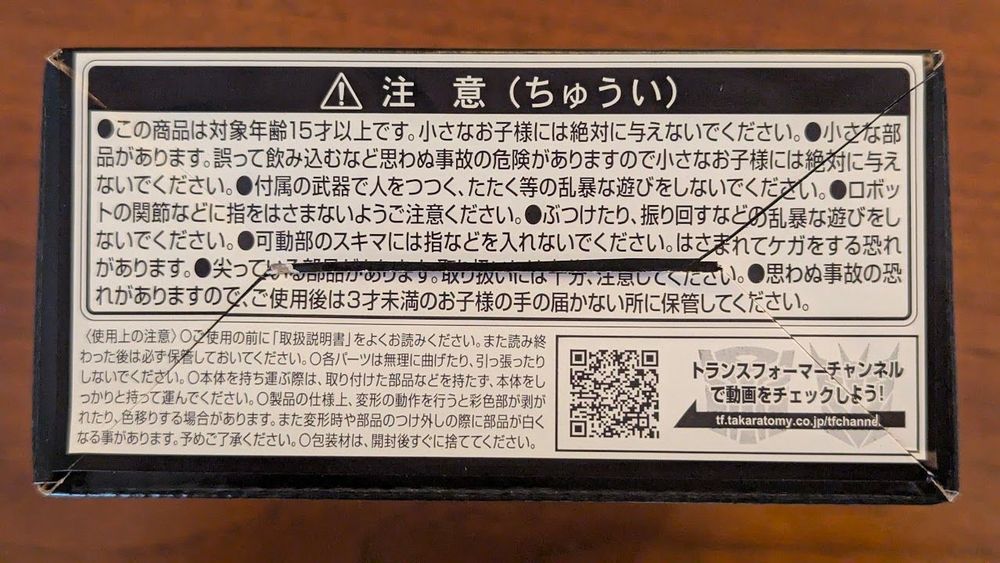 注 意（ちゅうい）
●この商品は対象年齢15才以上です。小さなお子様には絶対に与えないでください。●小さな部
品があります。誤って飲み込むなど思わぬ事故の危険がありますので小さなお子様には絶対に与え
ないでください。●付属の武器で人をつつく、たたく等の乱暴な遊びをしないでください。●ロボッ
トの関節などに指をはさまないようご注意ください。●ぶつけたり、振り回すなどの乱暴な遊びをし
ないでください。●可動部のスキマには指などを入れないでください。はさまれてケガをする恐れ
があります。●尖っている部品があります。取り扱いには十分、注意してください。●思わぬ事故の恐
れがありますので、ご使用後は3才未満のお子様の手の届かない所に保管してください。
〈使用上の注意〉○ご使用の前に「取扱説明書」をよくお読みください。また読み終
わった後は必ず保管しておいてください。○各パーツは無理に曲げたり、引っ張ったり
しないでください。○本体を持ち運ぶ際は、取り付けた部品などを持たず、本体をし
っかりと持って運んでください。○製品の仕様上、変形の動作を行うと彩色部が剥が
れたり、色移りする場合があります。また変形時や部品のつけ外しの際に部品が白く
なる事があります。予めご了承ください。○包装材は、開封後すぐに捨ててください。
トランスフォーマーチャンネル
で動画をチェックしよう!
tf.takaratomy.co.jp/tfchannel